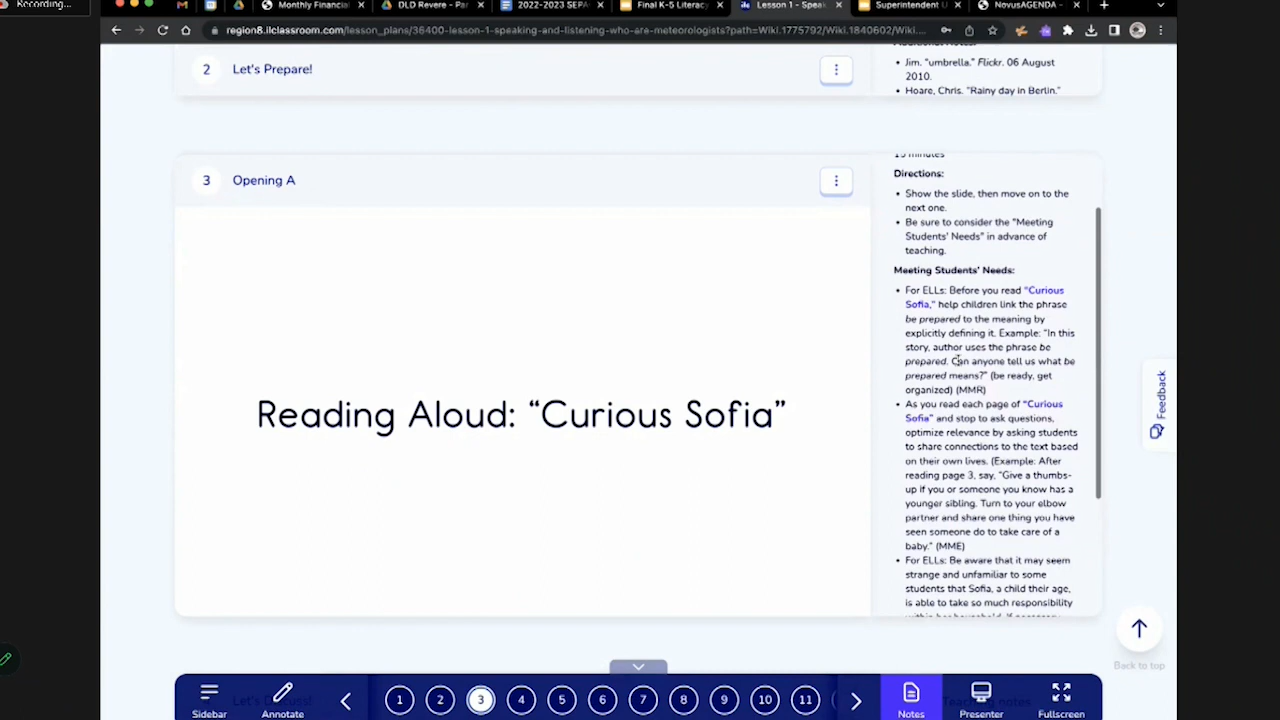 Recording...
Monthly Financial
DLD Revere - Par
2022-2023 SEPA
Final K-5 Literacy
Lesson 1 - Speak
Superintendent U
NovusAGENDA -
region8.ilclassroom.com/lesson_plans/36400-lesson-1-speaking-and-listening-who-are-meteorologists?path=Wiki.1775792/Wiki.1840602/Wiki...
2 Let's Prepare!
• Jim. "umbrella." Flickr. 06 August
2010.
• Hoare, Chris. "Rainy day in Berlin."
3 Opening A
15 minutes
Directions:
• Show the slide, then move on to the
next one.
• Be sure to consider the "Meeting
Students' Needs" in advance of
teaching.
Meeting Students' Needs:
• For ELLs: Before you read "Curious
Sofia," help children link the phrase
be prepared to the meaning by
explicitly defining it. Example: "In this
story, author uses the phrase be
prepared. Can anyone tell us what be
prepared means?" (be ready, get
organized) (MMR)
• As you read each page of "Curious
Sofia" and stop to ask questions,
optimize relevance by asking students
to share connections to the text based
on their own lives. (Example: After
reading page 3, say, "Give a thumbs-
up if you or someone you know has a
younger sibling. Turn to your elbow
partner and share one thing you have
seen someone do to take care of a
baby." (MME)
• For ELLs: Be aware that it may seem
strange and unfamiliar to some
students that Sofia, a child their age,
is able to take so much responsibility
within her household. If necessary,
Reading Aloud: "Curious Sofia"
Feedback
Back to top
Let's Discuss!
Teaching notes
Sidebar
Annotate
1 2 3 4 5 6 7 8 9 10 11
Notes
Presenter
Fullscreen